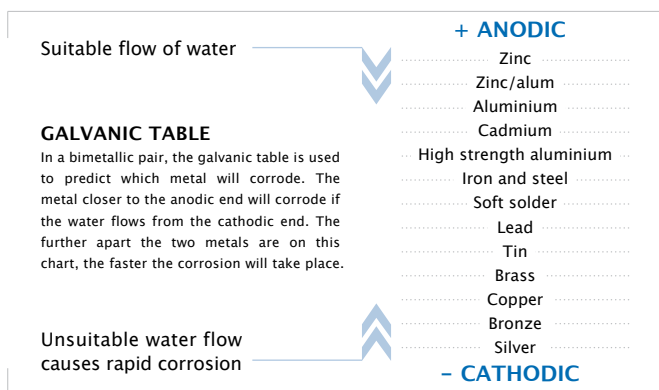 Suitable flow of water
GALVANIC TABLE
In a bimetallic pair, the galvanic table is used
to predict which metal will corrode. The
metal closer to the anodic end will corrode if
the water flows from the cathodic end. The
further apart the two metals are on this
chart, the faster the corrosion will take place.
Unsuitable water flow
causes rapid corrosion
+ ANODIC
Zinc
Zinc/alum
Aluminium
Cadmium
High strength aluminium
Iron and steel
Soft solder
Lead
Tin
Brass
Copper
Bronze
Silver
– CATHODIC